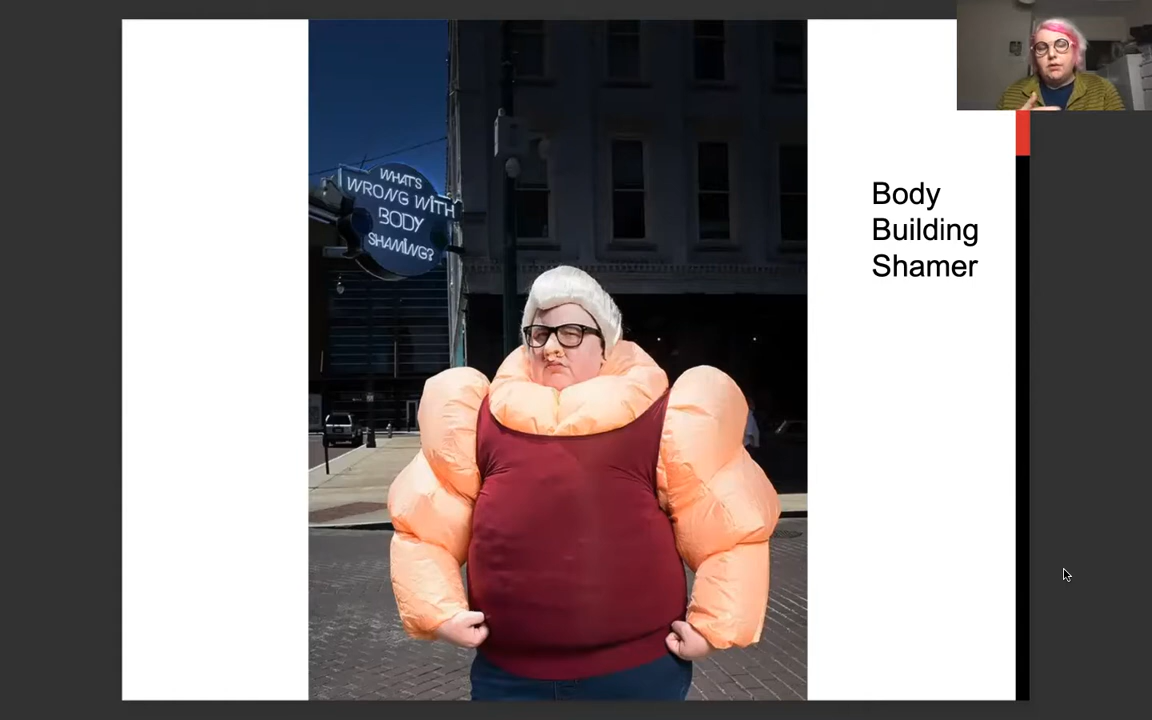 WHAT'S
WRONG WITH
BODY
SHAMING?
Body
Building
Shamer